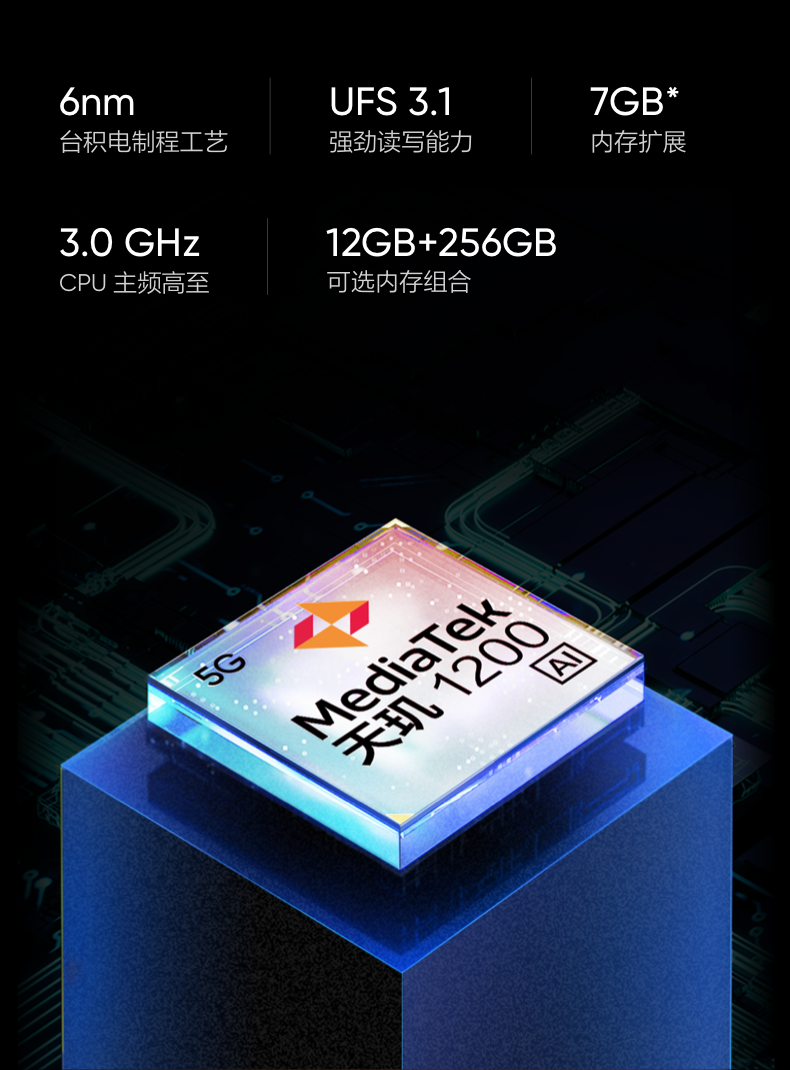 6nm
台积电制程工艺
UFS 3.1
强劲读写能力
7GB*
内存扩展
3.0 GHz
CPU 主频高至
12GB+256GB
可选内存组合
5G
MediaTek
天玑 1200
AI